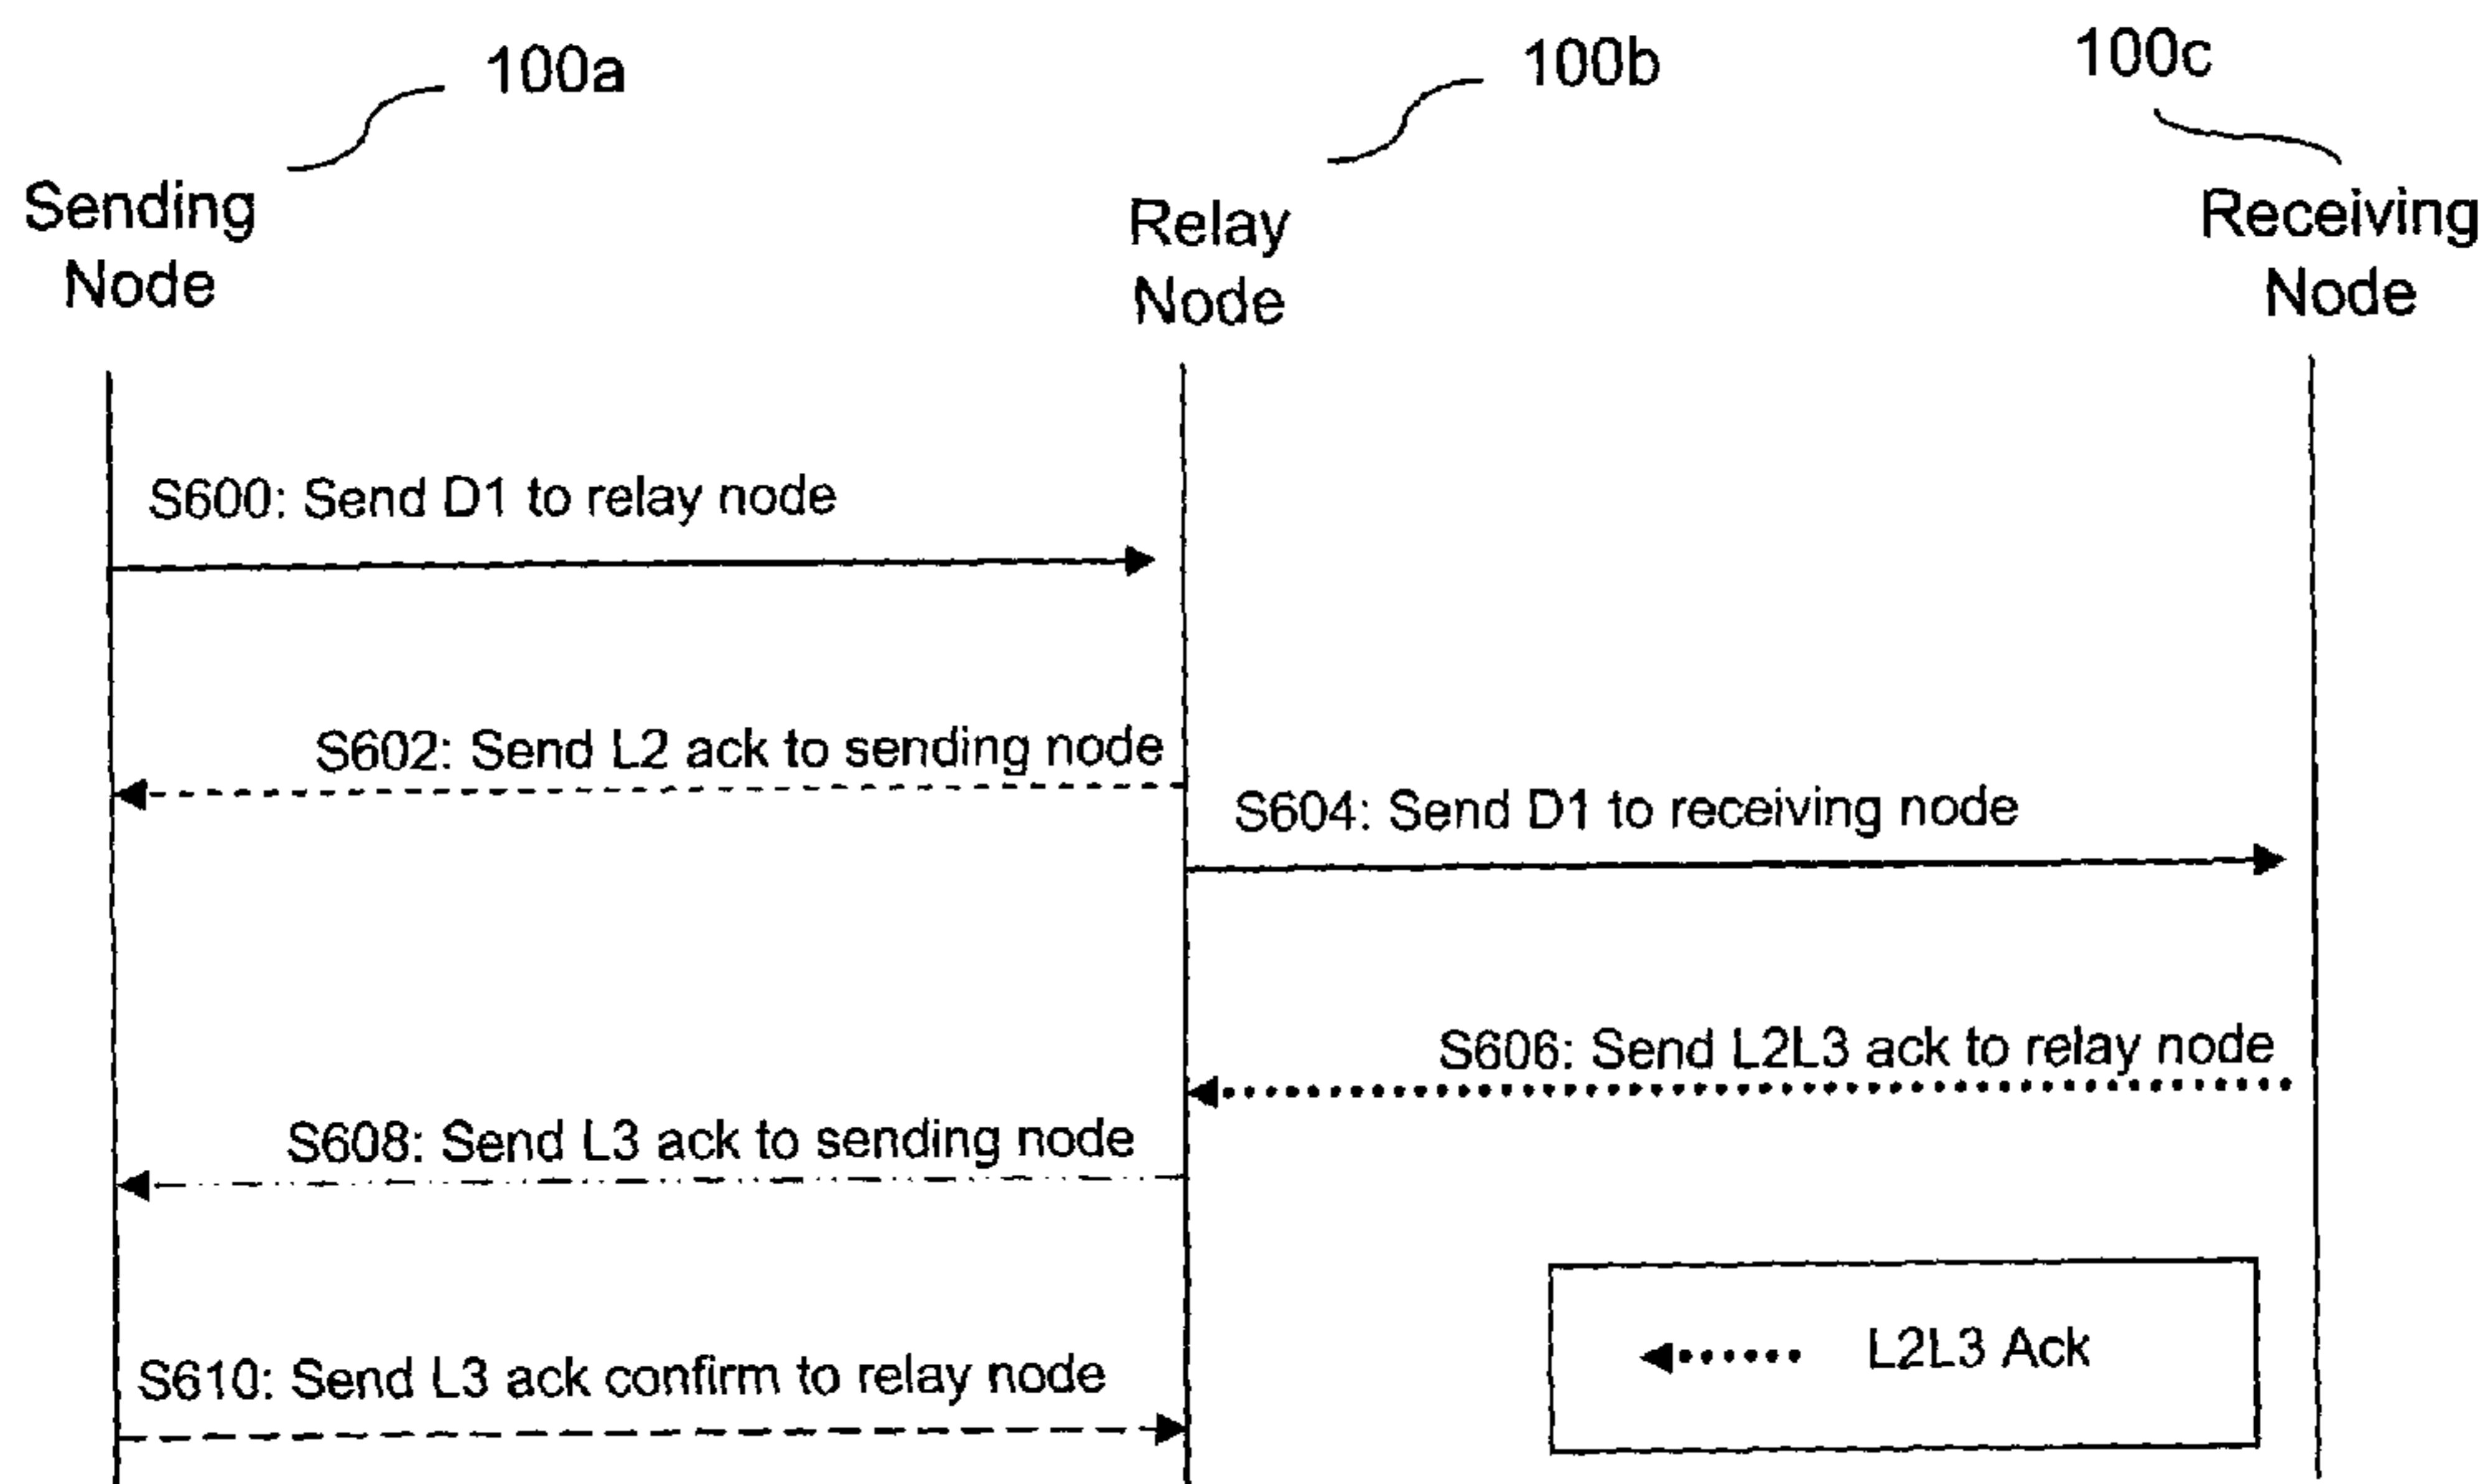 100a
100b
100c
Sending
Node
Relay
Node
Receiving
Node
S600: Send D1 to relay node
S602: Send L2 ack to sending node
S604: Send D1 to receiving node
S606: Send L2L3 ack to relay node
S608: Send L3 ack to sending node
S610: Send L3 ack confirm to relay node
L2L3 Ack